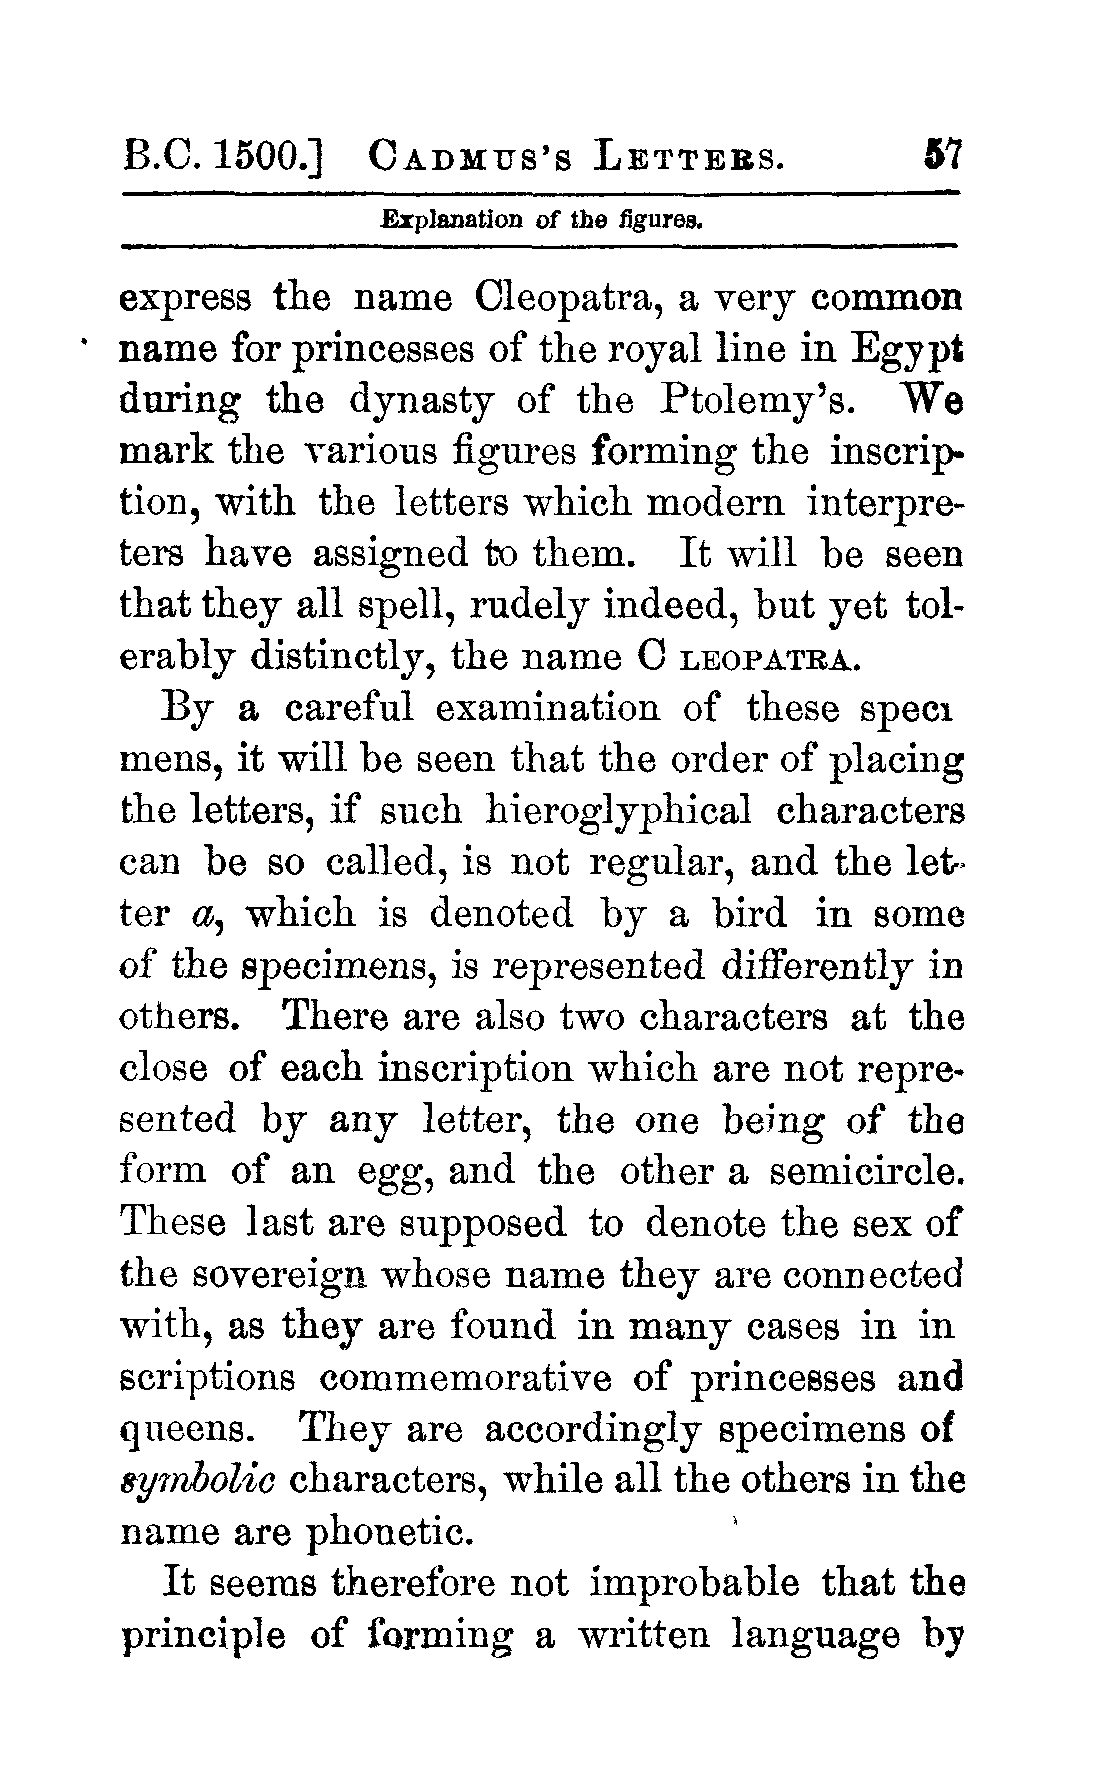 B.C. 1500.] CADMUS'S LETTERS. 57
Explanation of the figures.
express the name Cleopatra, a very common
name for princesses of the royal line in Egypt
during the dynasty of the Ptolemy's. We
mark the various figures forming the inscrip-
tion, with the letters which modern interpre-
ters have assigned to them. It will be seen
that they all spell, rudely indeed, but yet tol-
erably distinctly, the name C LEOPATRA.
By a careful examination of these speci
mens, it will be seen that the order of placing
the letters, if such hieroglyphical characters
can be so called, is not regular, and the let-
ter a, which is denoted by a bird in some
of the specimens, is represented differently in
others. There are also two characters at the
close of each inscription which are not repre-
sented by any letter, the one being of the
form of an egg, and the other a semicircle.
These last are supposed to denote the sex of
the sovereign whose name they are connected
with, as they are found in many cases in in
scriptions commemorative of princesses and
queens. They are accordingly specimens of
symbolic characters, while all the others in the
name are phonetic.
It seems therefore not improbable that the
principle of forming a written language by